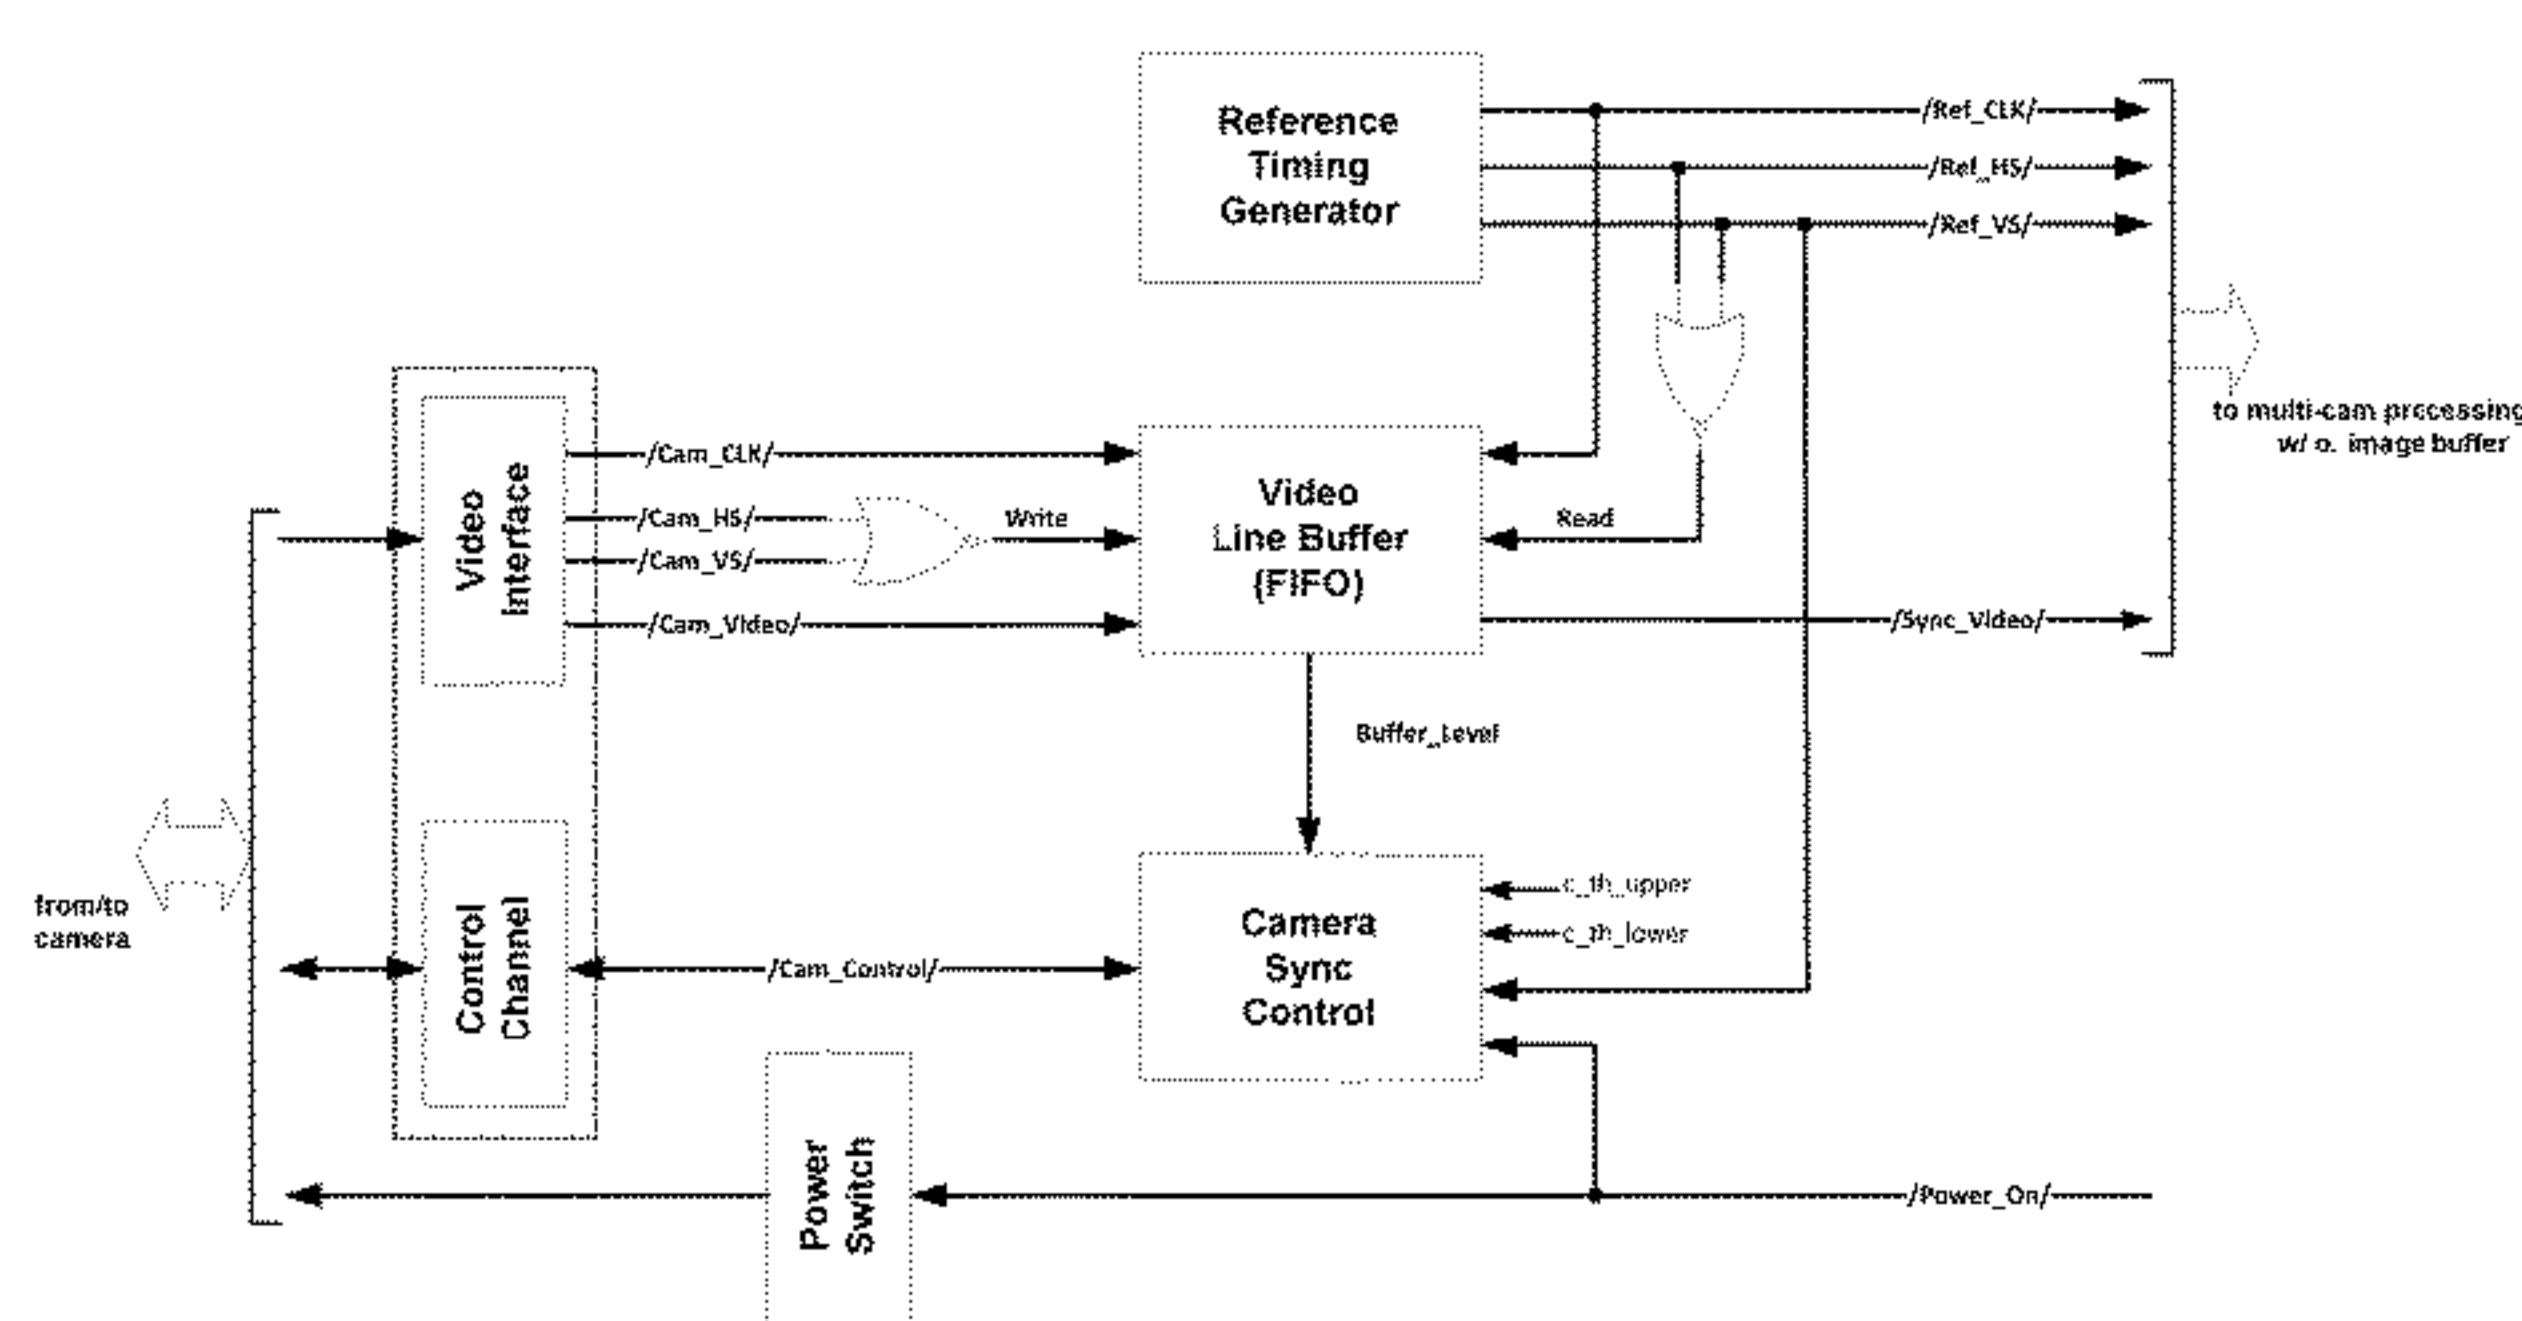 Reference
Timing
Generator
/Ref_CLK/
/Ref_HS/
/Ref_VS/
to multi-cam processing
w/ o. image buffer
Video
Interface
/Cam_CLK/
/Cam_HS/
/Cam_VS/
/Cam_Video/
Write
Video
Line Buffer
(FIFO)
Read
/Sync_Video/
Buffer_Level
from/to
camera
Control
Channel
/Cam_Control/
Camera
Sync
Control
c_th_upper
c_th_lower
Power
Switch
/Power_On/